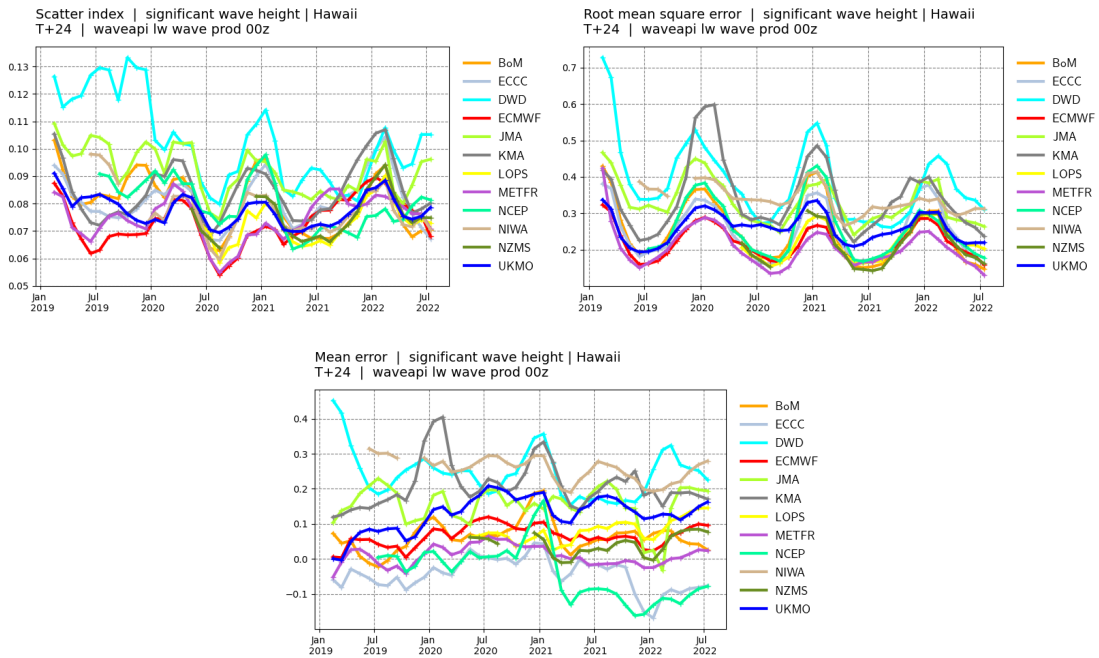 Scatter index | significant wave height | Hawaii
T+24 | waveapi lw wave prod 00z
0.13
0.12
0.11
0.10
0.09
0.08
0.07
0.06
0.05
Jan 2019
Jul
Jan 2020
Jul
Jan 2021
Jul
Jan 2022
Jul 2022
BoM
ECCC
DWD
ECMWF
JMA
KMA
LOPS
METFR
NCEP
NIWA
NZMS
UKMO
Root mean square error | significant wave height | Hawaii
T+24 | waveapi lw wave prod 00z
0.7
0.6
0.5
0.4
0.3
0.2
Jan 2019
Jul 2019
Jan 2020
Jul 2020
Jan 2021
Jul 2021
Jan 2022
Jul 2022
BoM
ECCC
DWD
ECMWF
JMA
KMA
LOPS
METFR
NCEP
NIWA
NZMS
UKMO
Mean error | significant wave height | Hawaii
T+24 | waveapi lw wave prod 00z
0.4
0.3
0.2
0.1
0.0
−0.1
Jan 2019
Jul 2019
Jan 2020
Jul 2020
Jan 2021
Jul 2021
Jan 2022
Jul 2022
BoM
ECCC
DWD
ECMWF
JMA
KMA
LOPS
METFR
NCEP
NIWA
NZMS
UKMO